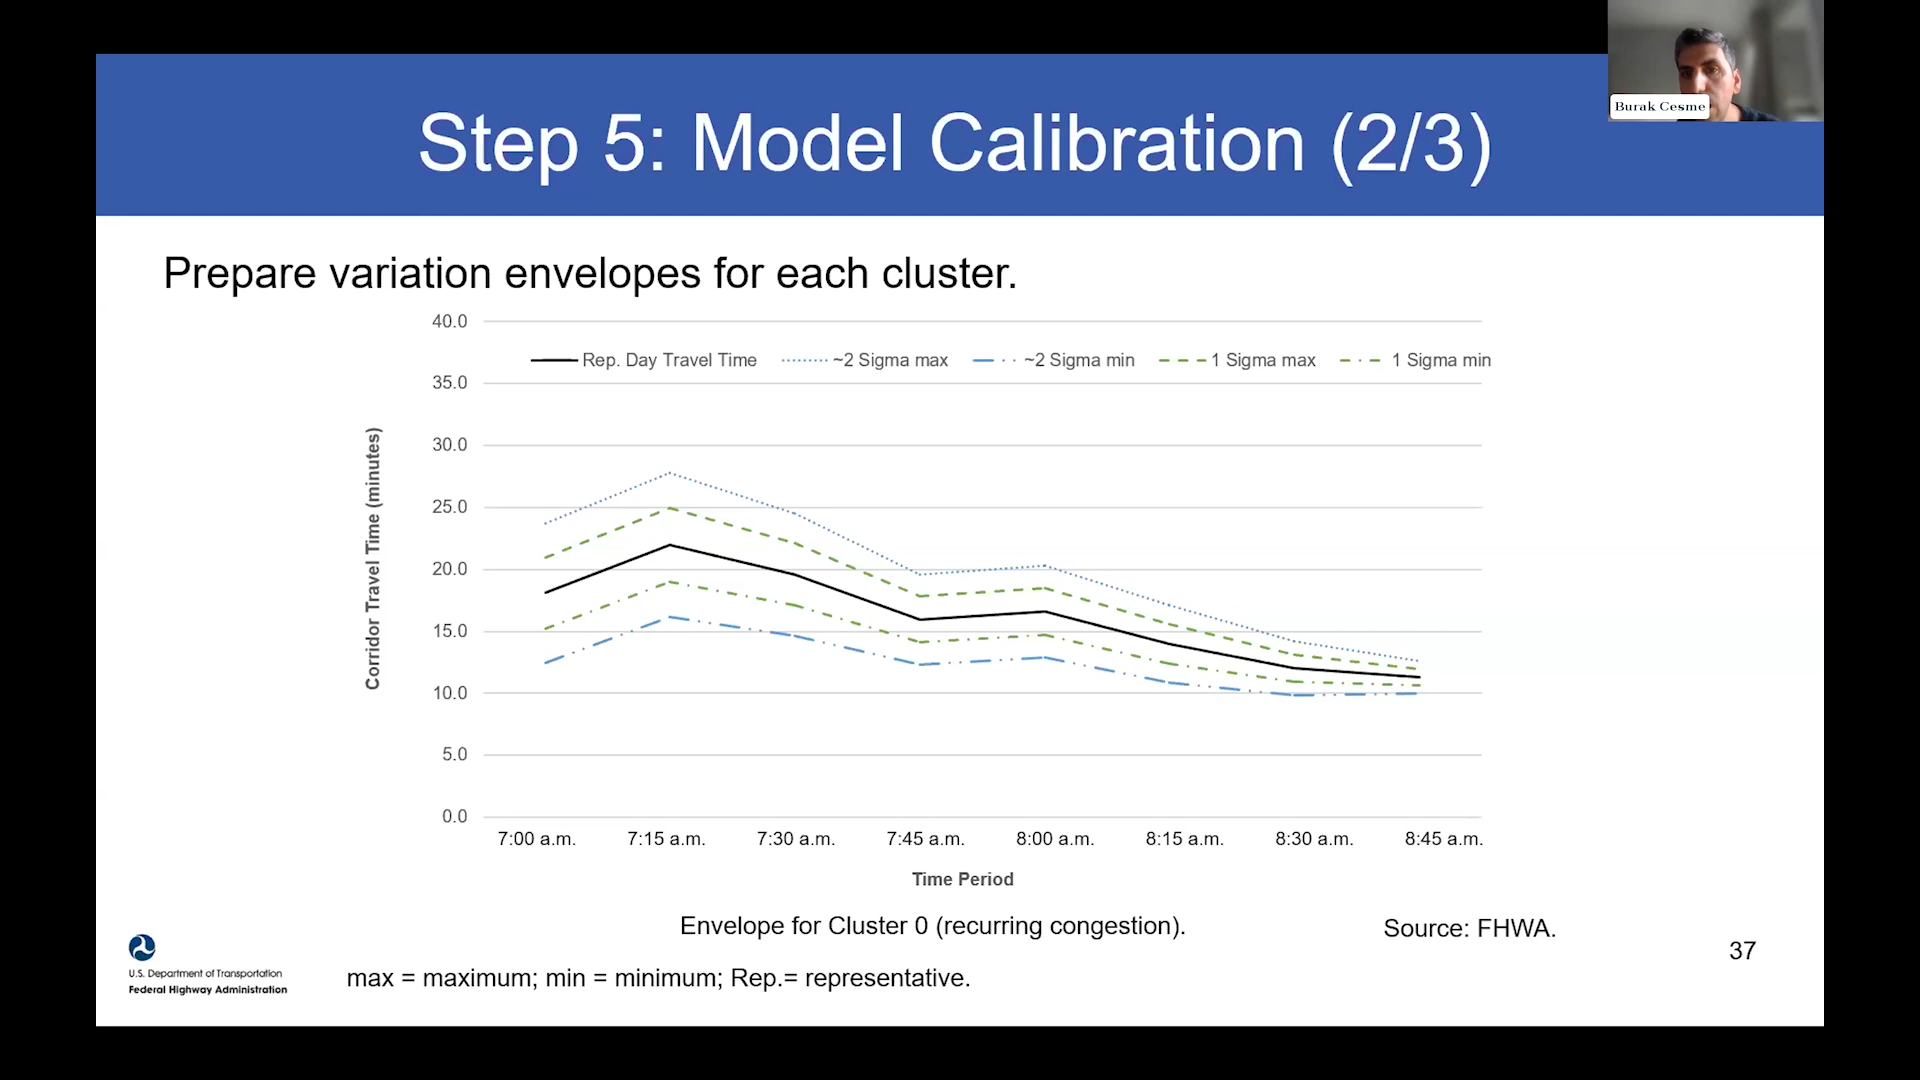 Burak Cesme
Step 5: Model Calibration (2/3)
Prepare variation envelopes for each cluster.
40.0
Rep. Day Travel Time ~2 Sigma max ~2 Sigma min 1 Sigma max 1 Sigma min
35.0
30.0
25.0
20.0
15.0
10.0
5.0
0.0
Corridor Travel Time (minutes)
7:00 a.m. 7:15 a.m. 7:30 a.m. 7:45 a.m. 8:00 a.m. 8:15 a.m. 8:30 a.m. 8:45 a.m.
Time Period
Envelope for Cluster 0 (recurring congestion).
Source: FHWA.
37
U.S. Department of Transportation
Federal Highway Administration
max = maximum; min = minimum; Rep.= representative.